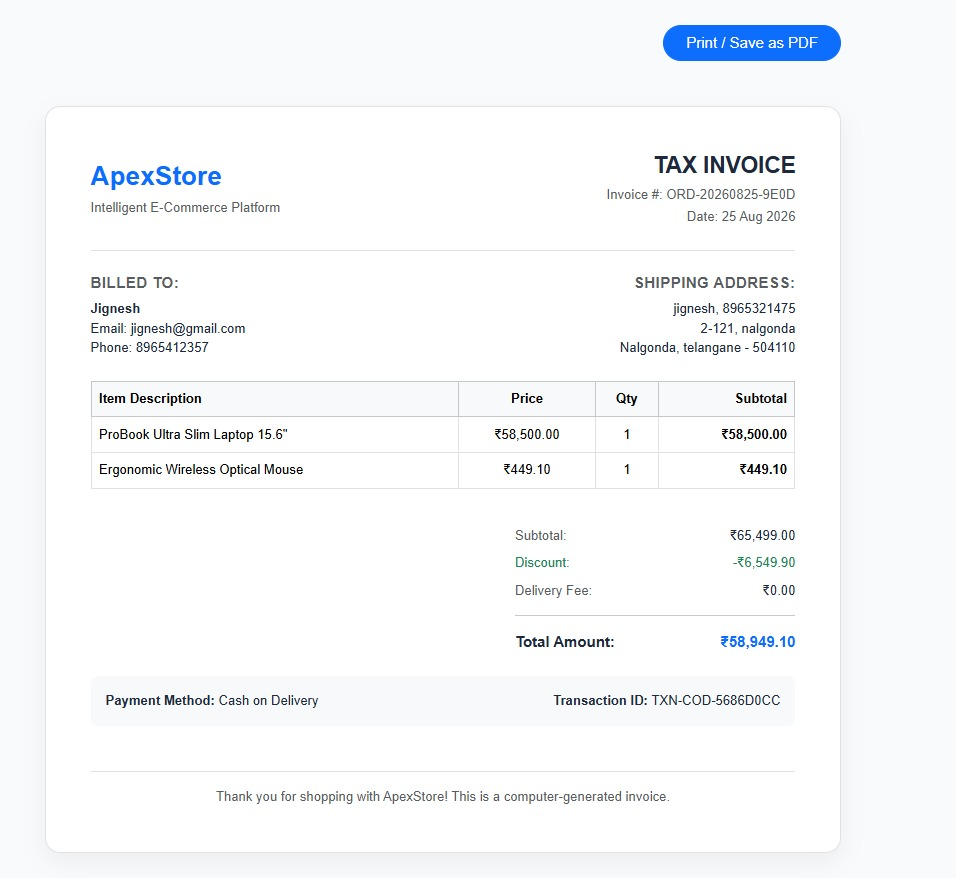 Print / Save as PDF
ApexStore
Intelligent E-Commerce Platform
TAX INVOICE
Invoice #: ORD-20260825-9E0D
Date: 25 Aug 2026
BILLED TO:
Jignesh
Email: jignesh@gmail.com
Phone: 8965412357
SHIPPING ADDRESS:
jignesh, 8965321475
2-121, nalgonda
Nalgonda, telangane - 504110
Item Description Price Qty Subtotal
ProBook Ultra Slim Laptop 15.6" ₹58,500.00 1 ₹58,500.00
Ergonomic Wireless Optical Mouse ₹449.10 1 ₹449.10
Subtotal: ₹65,499.00
Discount: -₹6,549.90
Delivery Fee: ₹0.00
Total Amount: ₹58,949.10
Payment Method: Cash on Delivery Transaction ID: TXN-COD-5686D0CC
Thank you for shopping with ApexStore! This is a computer-generated invoice.